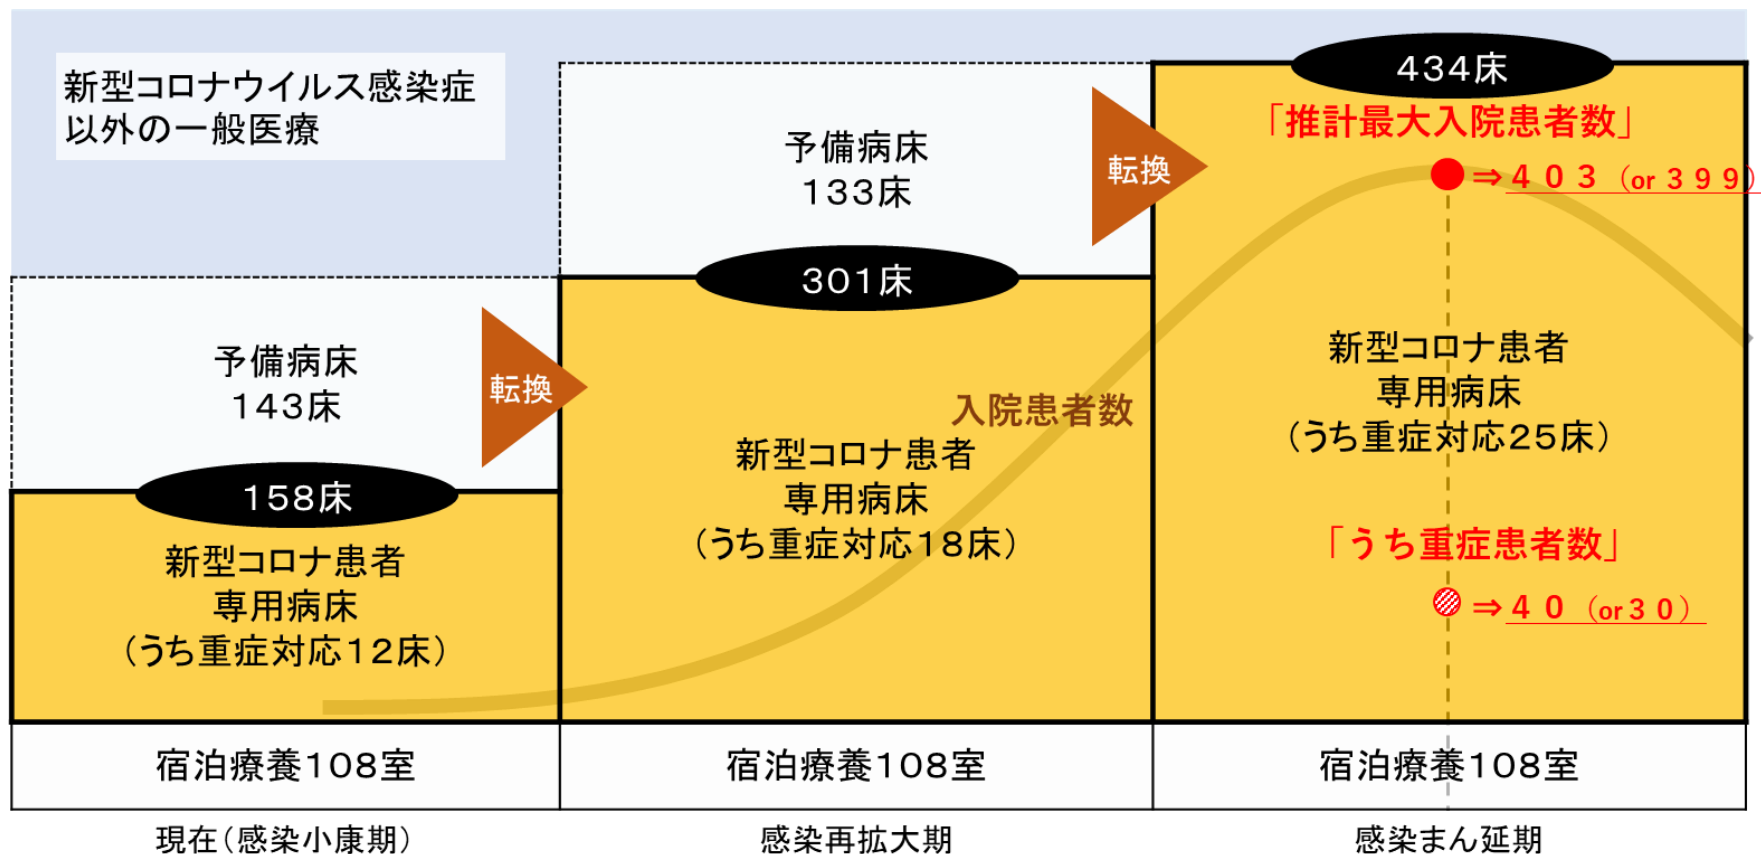 新型コロナウイルス感染症
以外の一般医療
予備病床
143床
転換
158床
新型コロナ患者
専用病床
（うち重症対応12床）
宿泊療養108室
現在（感染小康期）
予備病床
133床
転換
301床
入院患者数
新型コロナ患者
専用病床
（うち重症対応18床）
宿泊療養108室
感染再拡大期
434床
「推計最大入院患者数」
⇒４０３（or３９９）
新型コロナ患者
専用病床
（うち重症対応25床）
「うち重症患者数」
⇒４０（or３０）
宿泊療養108室
感染まん延期